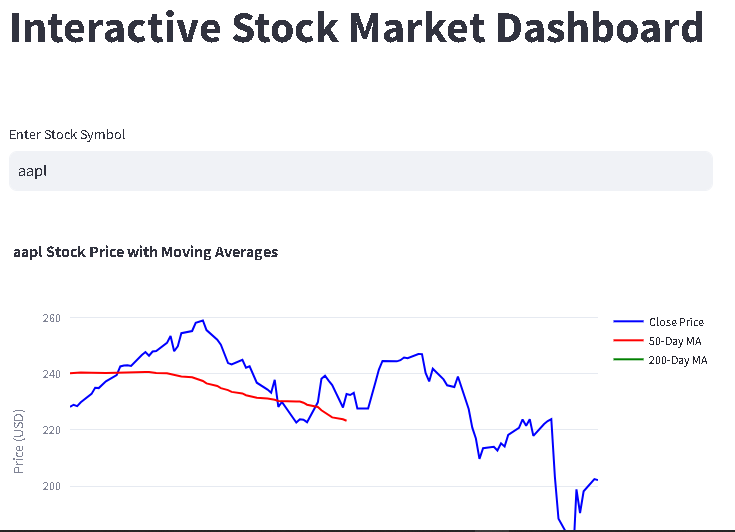 Interactive Stock Market Dashboard
Enter Stock Symbol
aapl
aapl Stock Price with Moving Averages
260
240
220
200
Price (USD)
Close Price
50-Day MA
200-Day MA